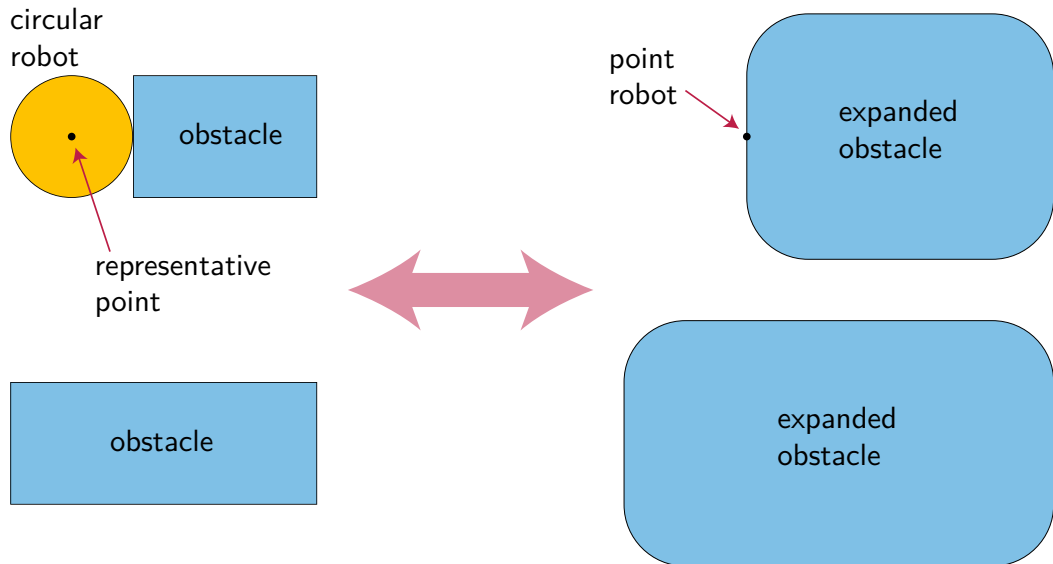 circular
robot
obstacle
representative
point
obstacle
point
robot
expanded
obstacle
expanded
obstacle